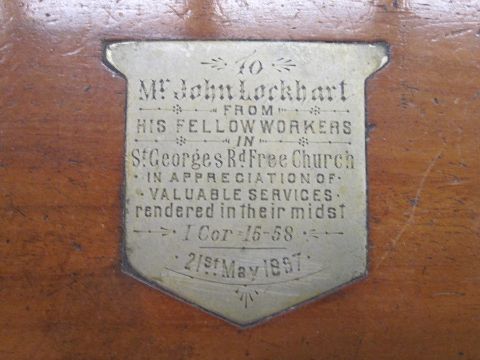 TO
Mr John Lockhart
FROM
HIS FELLOW WORKERS
IN
St Georges Rd Free Church
IN APPRECIATION OF
VALUABLE SERVICES
rendered in their midst
1 Cor-15-58
21st May 1897